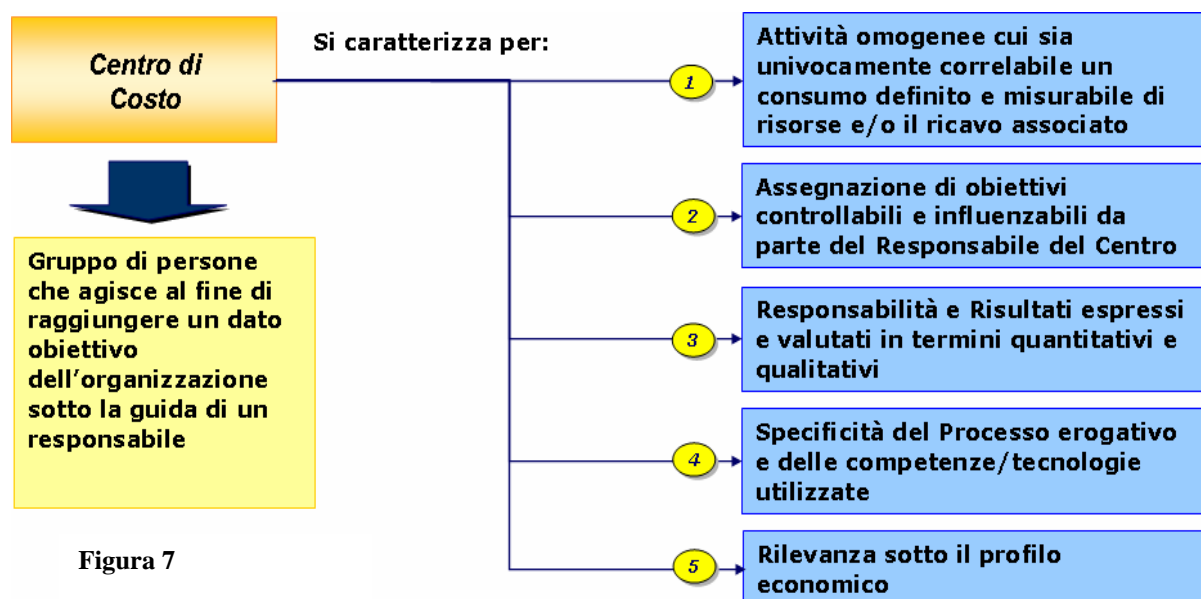 Centro di
Costo
Si caratterizza per:
1
Attività omogenee cui sia
univocamente correlabile un
consumo definito e misurabile di
risorse e/o il ricavo associato
2
Assegnazione di obiettivi
controllabili e influenzabili da
parte del Responsabile del Centro
Gruppo di persone
che agisce al fine di
raggiungere un dato
obiettivo
dell'organizzazione
sotto la guida di un
responsabile
3
Responsabilità e Risultati espressi
e valutati in termini quantitativi e
qualitativi
4
Specificità del Processo erogativo
e delle competenze/tecnologie
utilizzate
5
Rilevanza sotto il profilo
economico
Figura 7